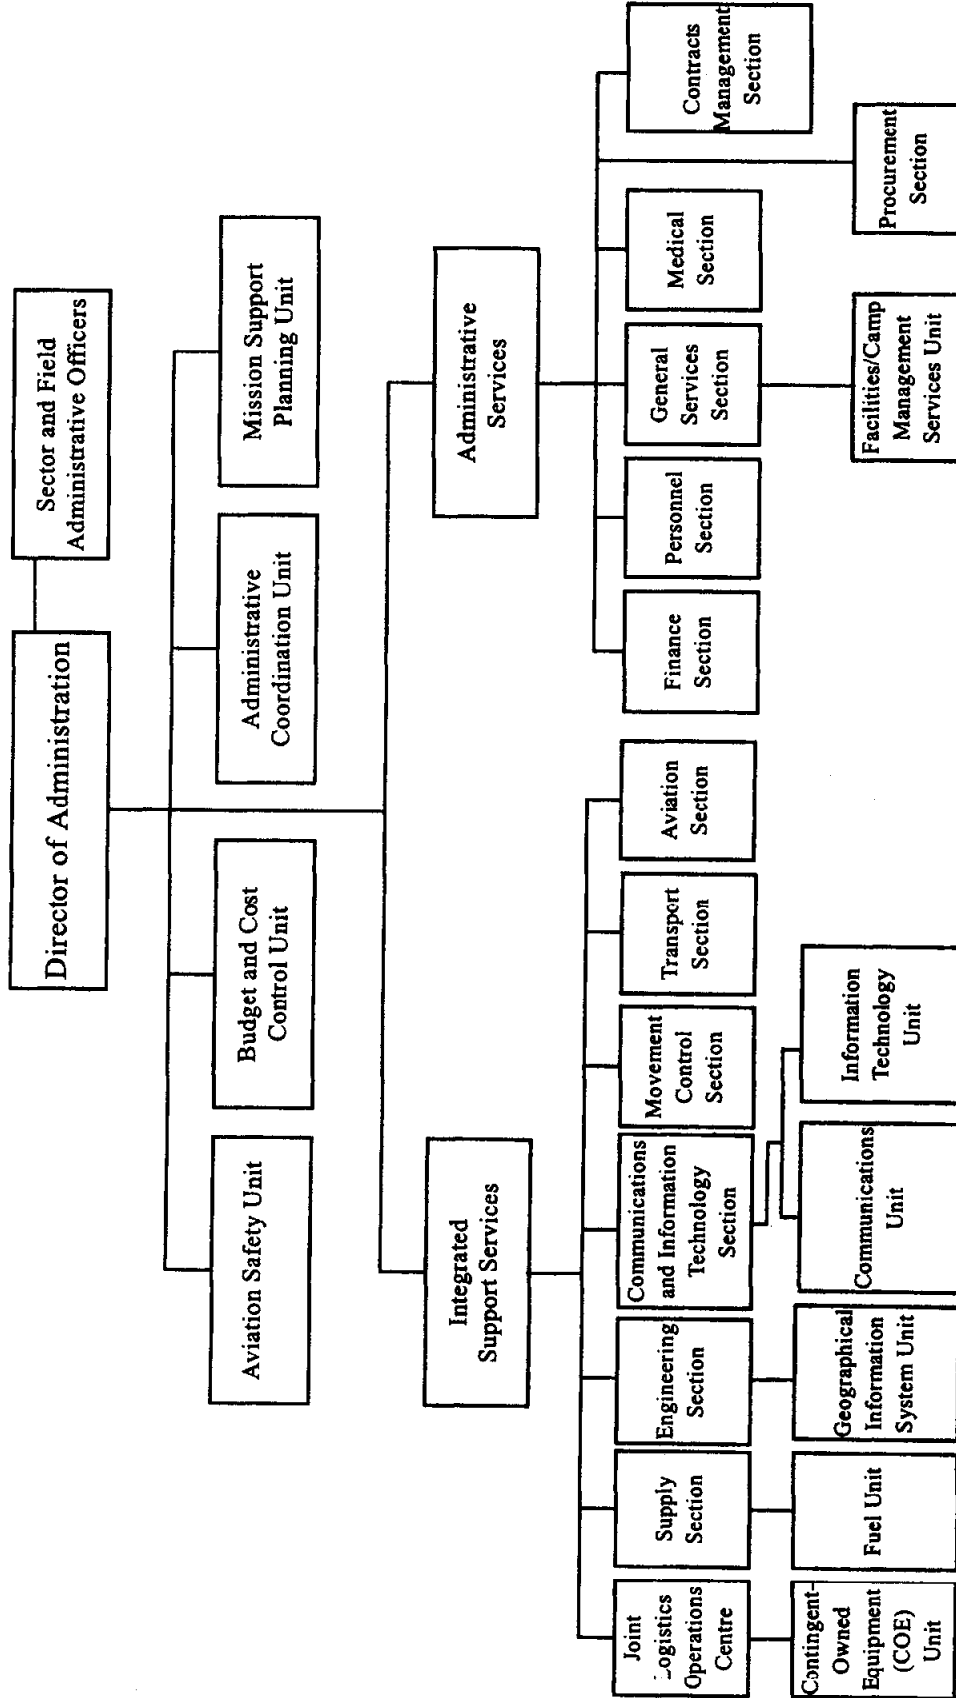 Director of Administration
Sector and Field
Administrative Officers
Aviation Safety Unit
Budget and Cost
Control Unit
Administrative
Coordination Unit
Mission Support
Planning Unit
Integrated
Support Services
Administrative
Services
Joint
Logistics
Operations
Centre
Supply
Section
Engineering
Section
Communications
and Information
Technology
Section
Movement
Control
Section
Transport
Section
Aviation
Section
Finance
Section
Personnel
Section
General
Services
Section
Medical
Section
Contracts
Management
Section
Contingent-
Owned
Equipment
(COE)
Unit
Fuel Unit
Geographical
Information
System Unit
Communications
Unit
Information
Technology
Unit
Facilities/Camp
Management
Services Unit
Procurement
Section